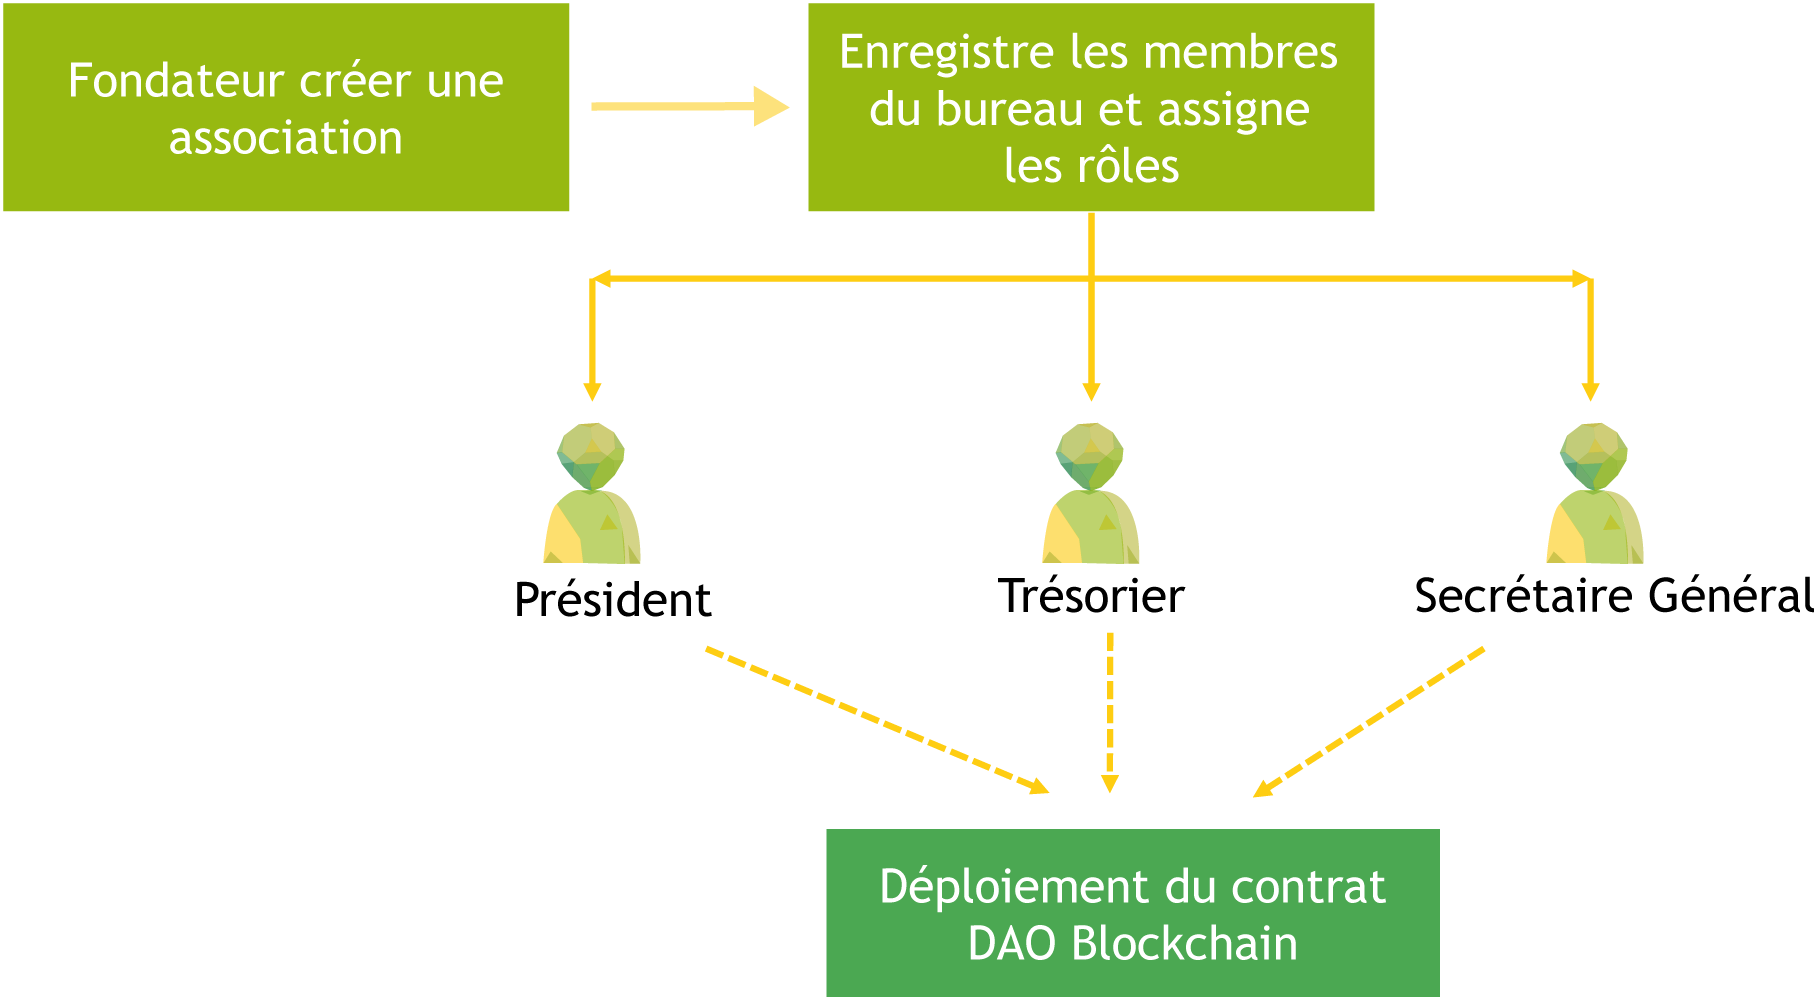 Fondateur créer une
association
Enregistre les membres
du bureau et assigne
les rôles
Président
Trésorier
Secrétaire Général
Déploiement du contrat
DAO Blockchain